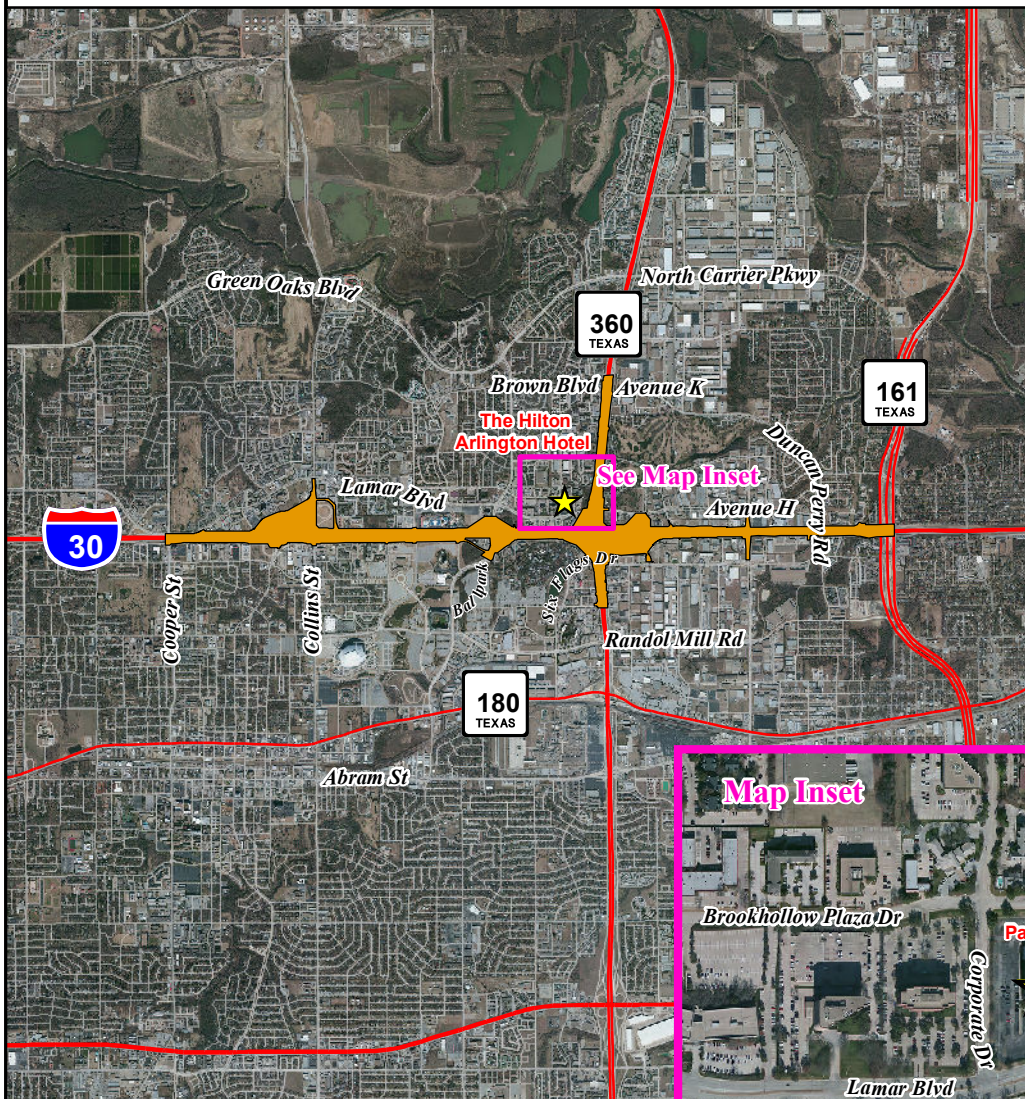 Green Oaks Blvd
North Carrier Pkwy
360
TEXAS
Brown Blvd
Avenue K
161
TEXAS
The Hilton
Arlington Hotel
See Map Inset
Duncan Perry Rd
Lamar Blvd
Avenue H
30
Cooper St
Collins St
Ballpark
Six Flags Dr
Randol Mill Rd
180
TEXAS
Abram St
Map Inset
Brookhollow Plaza Dr
Pa
Corporate Dr
Lamar Blvd